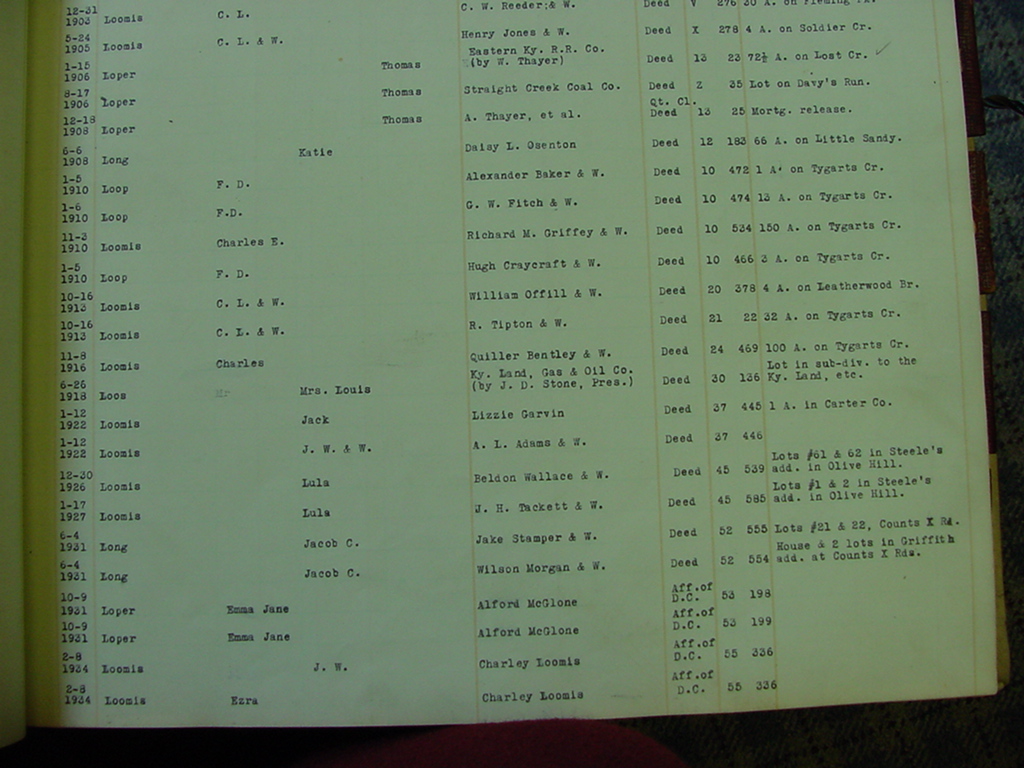 12-31
1903 Loomis C. L. C. W. Reeder & W. Deed V 276 30 A. on Fleming
5-24
1905 Loomis C. L. & W. Henry Jones & W. Deed X 278 4 A. on Soldier Cr.
1-15 Eastern Ky. R.R. Co.
1906 Loper Thomas (by W. Thayer) Deed 13 23 72½ A. on Lost Cr. ✓
8-17
1906 Loper Thomas Straight Creek Coal Co. Deed Z 35 Lot on Davy's Run.
12-18 Qt. Cl.
1908 Loper Thomas A. Thayer, et al. Deed 13 25 Mortg. release.
6-6
1908 Long Katie Daisy L. Osenton Deed 12 183 66 A. on Little Sandy.
1-5
1910 Loop F. D. Alexander Baker & W. Deed 10 472 1 A. on Tygarts Cr.
1-6
1910 Loop F.D. G. W. Fitch & W. Deed 10 474 13 A. on Tygarts Cr.
11-3
1910 Loomis Charles E. Richard M. Griffey & W. Deed 10 534 150 A. on Tygarts Cr.
1-5
1910 Loop F. D. Hugh Craycraft & W. Deed 10 466 3 A. on Tygarts Cr.
10-16
1913 Loomis C. L. & W. William Offill & W. Deed 20 378 4 A. on Leatherwood Br.
10-16
1913 Loomis C. L. & W. R. Tipton & W. Deed 21 22 32 A. on Tygarts Cr.
11-8
1916 Loomis Charles Quiller Bentley & W. Deed 24 469 100 A. on Tygarts Cr.
6-26 Ky. Land, Gas & Oil Co. Lot in sub-div. to the
1918 Loos Mrs. Louis (by J. D. Stone, Pres.) Deed 30 136 Ky. Land, etc.
1-12
1922 Loomis Jack Lizzie Garvin Deed 37 445 1 A. in Carter Co.
1-12
1922 Loomis J. W. & W. A. L. Adams & W. Deed 37 446
12-30 Lots #61 & 62 in Steele's
1926 Loomis Lula Beldon Wallace & W. Deed 45 539 add. in Olive Hill.
1-17 Lots #1 & 2 in Steele's
1927 Loomis Lula J. H. Tackett & W. Deed 45 585 add. in Olive Hill.
6-4
1931 Long Jacob C. Jake Stamper & W. Deed 52 555 Lots #21 & 22, Counts X Rd.
6-4 House & 2 lots in Griffith
1931 Long Jacob C. Wilson Morgan & W. Deed 52 554 add. at Counts X Rds.
10-9 Aff.of
1931 Loper Emma Jane Alford McGlone D.C. 53 198
10-9 Aff.of
1931 Loper Emma Jane Alford McGlone D.C. 53 199
2-8 Aff.of
1934 Loomis J. W. Charley Loomis D.C. 55 336
2-8 Aff.of
1934 Loomis Ezra Charley Loomis D.C. 55 336